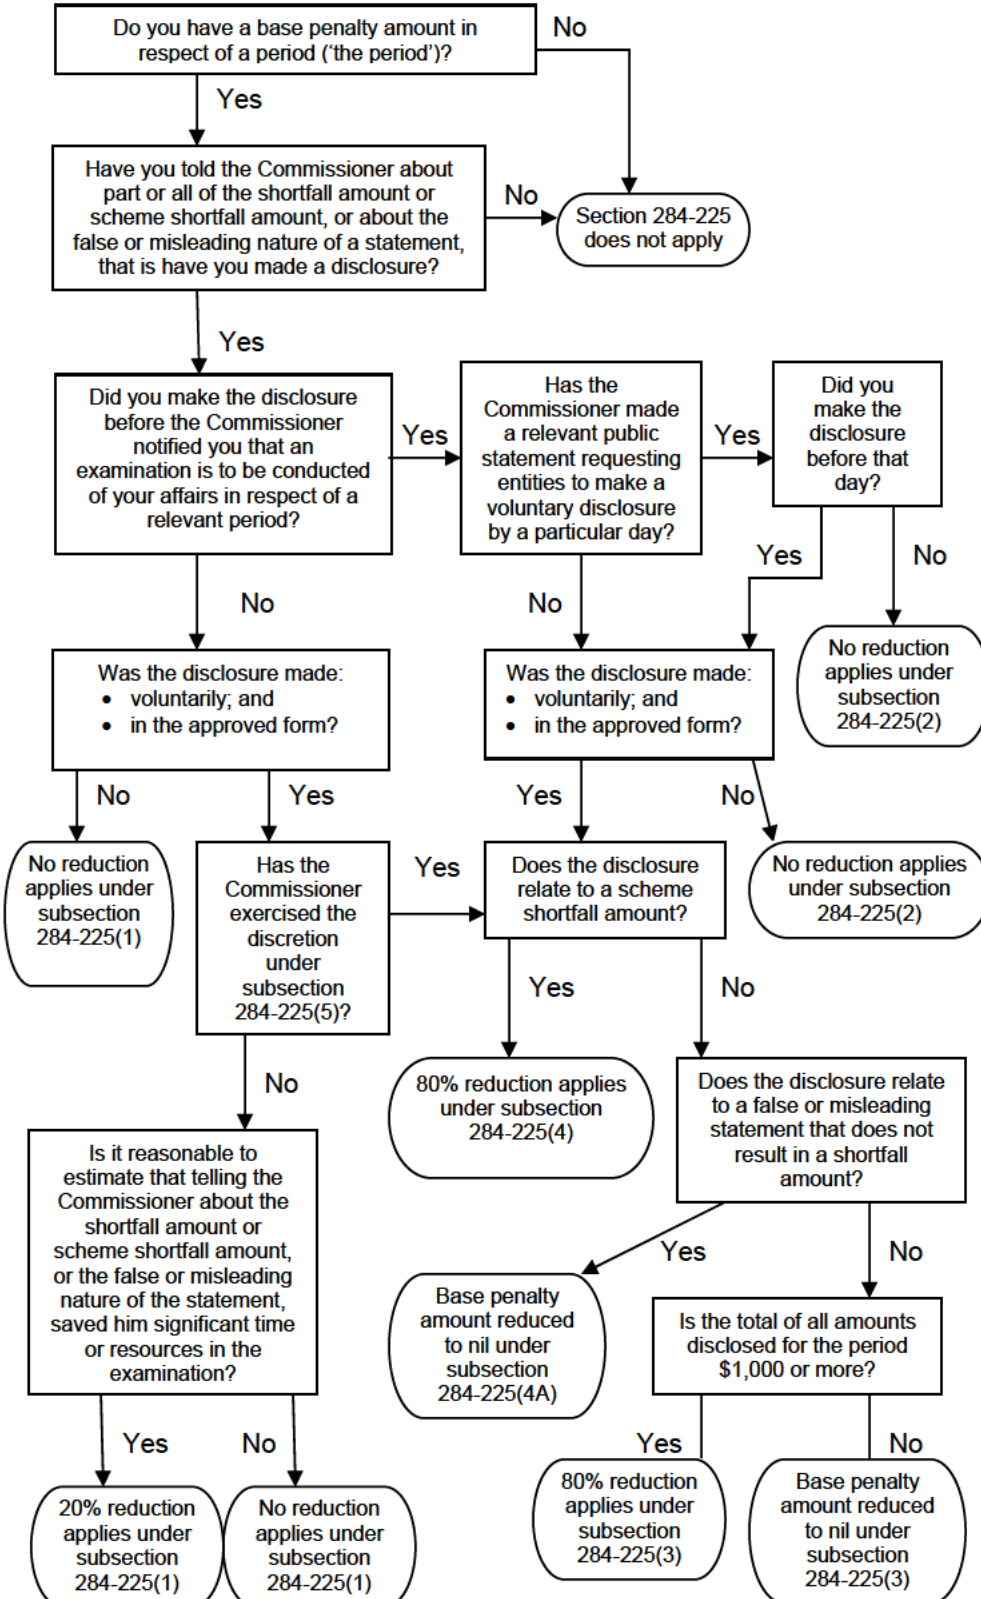 Do you have a base penalty amount in
respect of a period (‘the period’)?
No
Yes
Have you told the Commissioner about
part or all of the shortfall amount or
scheme shortfall amount, or about the
false or misleading nature of a statement,
that is have you made a disclosure?
No
Section 284-225
does not apply
Yes
Did you make the disclosure
before the Commissioner
notified you that an
examination is to be conducted
of your affairs in respect of a
relevant period?
Yes
Has the
Commissioner made
a relevant public
statement requesting
entities to make a
voluntary disclosure
by a particular day?
Yes
Did you
make the
disclosure
before that
day?
No
No
Yes
No
Was the disclosure made:
• voluntarily; and
• in the approved form?
Was the disclosure made:
• voluntarily; and
• in the approved form?
No reduction
applies under
subsection
284-225(2)
No
Yes
Yes
No
No reduction
applies under
subsection
284-225(1)
Has the
Commissioner
exercised the
discretion
under
subsection
284-225(5)?
Yes
Does the disclosure
relate to a scheme
shortfall amount?
No reduction applies
under subsection
284-225(2)
No
Yes
No
80% reduction applies
under subsection
284-225(4)
Does the disclosure relate
to a false or misleading
statement that does not
result in a shortfall
amount?
Is it reasonable to
estimate that telling the
Commissioner about the
shortfall amount or
scheme shortfall amount,
or the false or misleading
nature of the statement,
saved him significant time
or resources in the
examination?
Yes
No
Base penalty
amount reduced
to nil under
subsection
284-225(4A)
Is the total of all amounts
disclosed for the period
$1,000 or more?
Yes
No
Yes
No
20% reduction
applies under
subsection
284-225(1)
No reduction
applies under
subsection
284-225(1)
80% reduction
applies under
subsection
284-225(3)
Base penalty
amount reduced
to nil under
subsection
284-225(3)